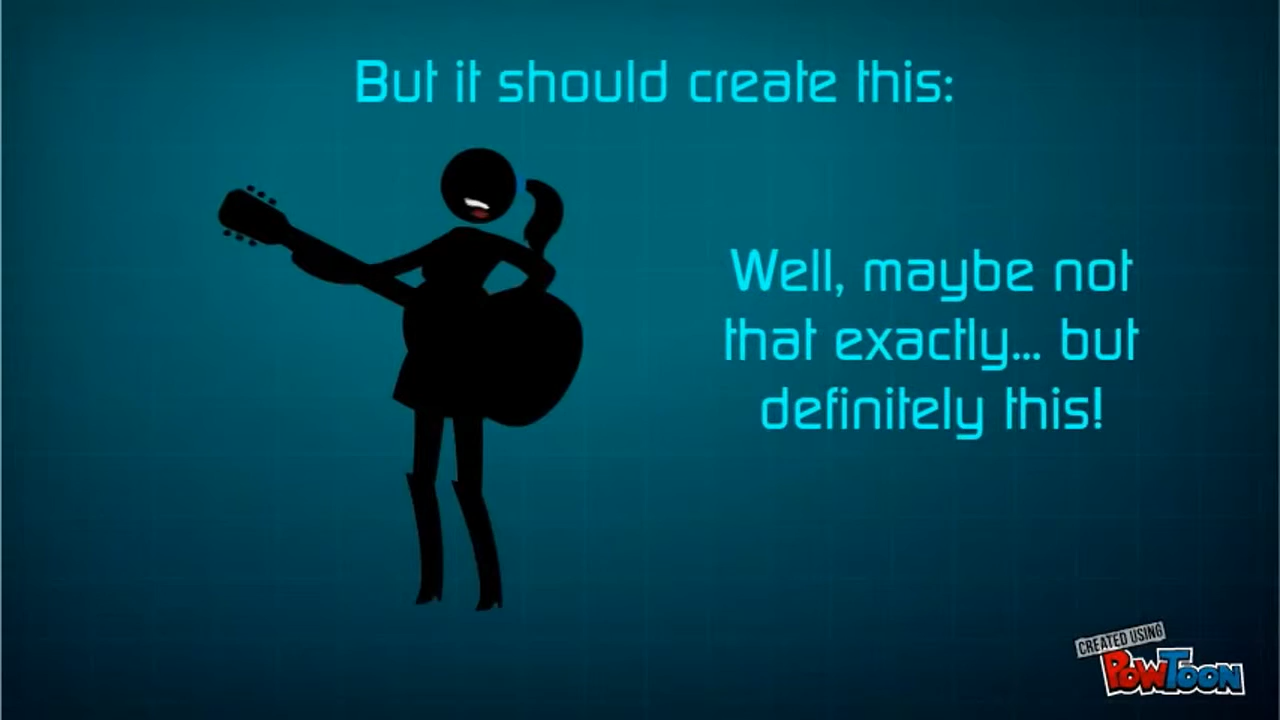 But it should create this:
Well, maybe not
that exactly... but
definitely this!
CREATED USING
POWTOON